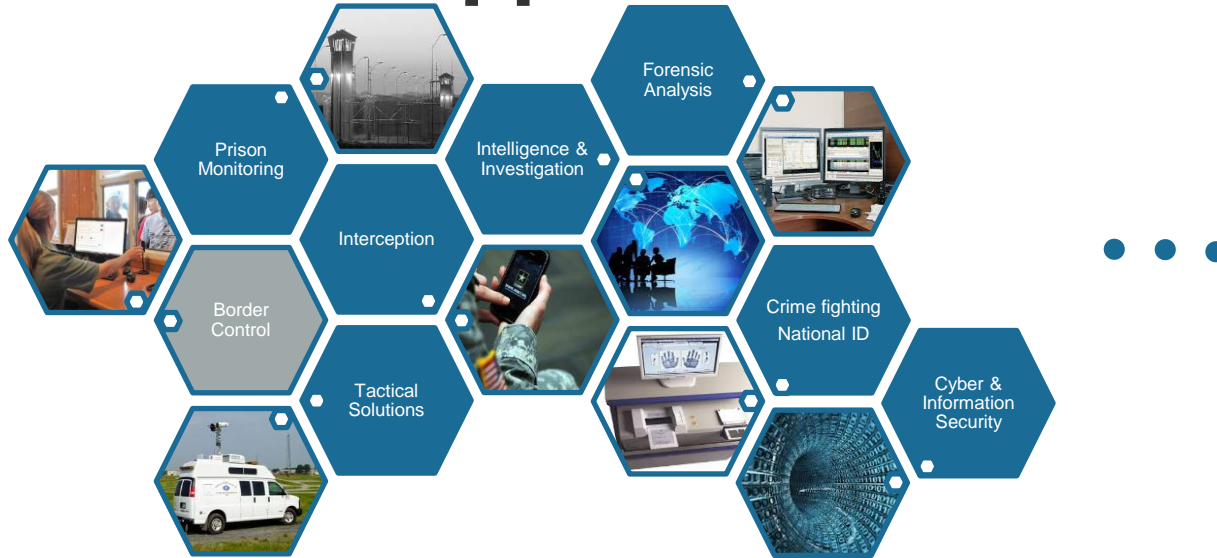 Forensic
Analysis
Prison
Monitoring
Intelligence &
Investigation
Interception
Border
Control
Crime fighting
National ID
Tactical
Solutions
Cyber &
Information
Security